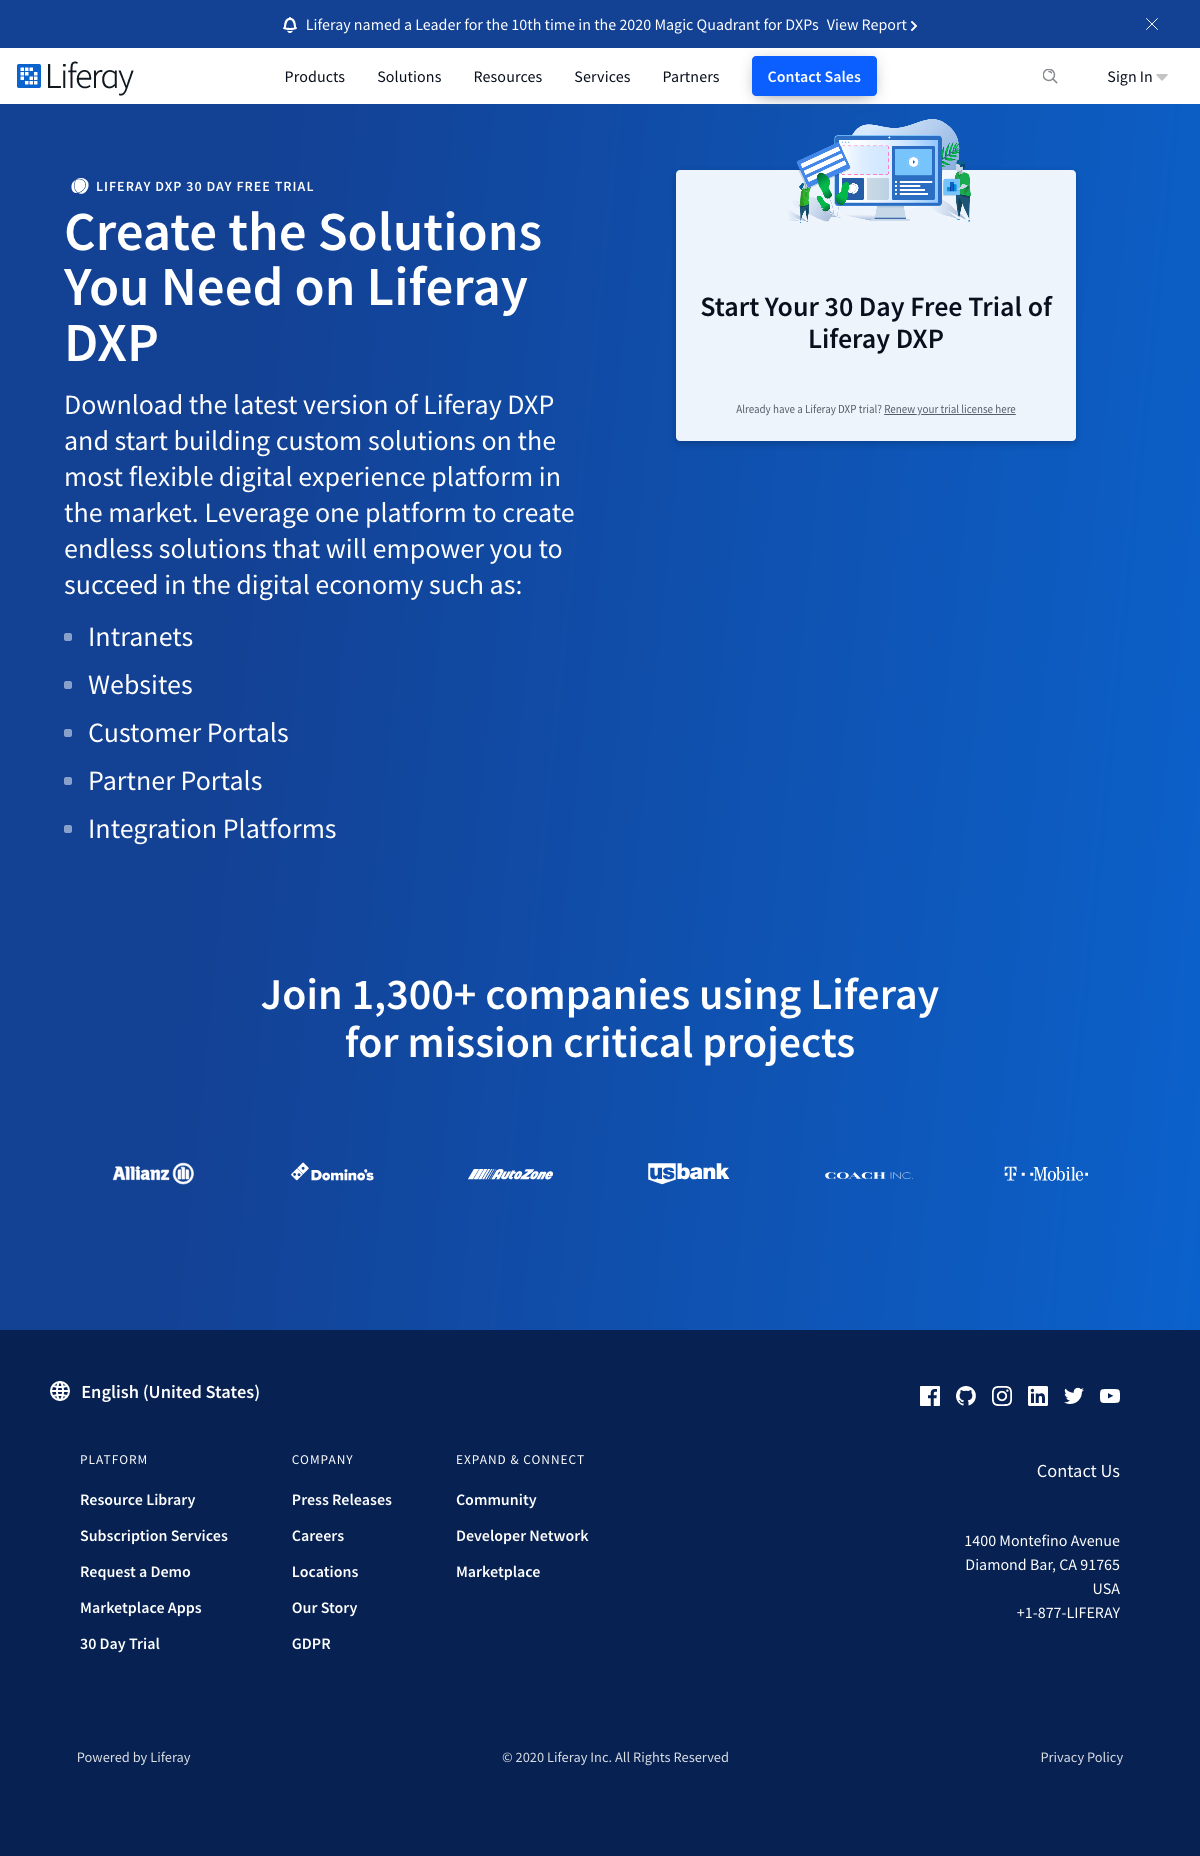 Liferay named a Leader for the 10th time in the 2020 Magic Quadrant for DXPs View Report
Liferay
Products Solutions Resources Services Partners Contact Sales Sign In
LIFERAY DXP 30 DAY FREE TRIAL
Create the Solutions
You Need on Liferay
DXP
Download the latest version of Liferay DXP
and start building custom solutions on the
most flexible digital experience platform in
the market. Leverage one platform to create
endless solutions that will empower you to
succeed in the digital economy such as:
Intranets
Websites
Customer Portals
Partner Portals
Integration Platforms
Start Your 30 Day Free Trial of
Liferay DXP
Already have a Liferay DXP trial? Renew your trial license here
Join 1,300+ companies using Liferay
for mission critical projects
Allianz Domino's AutoZone usbank COACH INC. T··Mobile·
English (United States)
PLATFORM
Resource Library
Subscription Services
Request a Demo
Marketplace Apps
30 Day Trial
COMPANY
Press Releases
Careers
Locations
Our Story
GDPR
EXPAND & CONNECT
Community
Developer Network
Marketplace
Contact Us
1400 Montefino Avenue
Diamond Bar, CA 91765
USA
+1-877-LIFERAY
Powered by Liferay
© 2020 Liferay Inc. All Rights Reserved
Privacy Policy